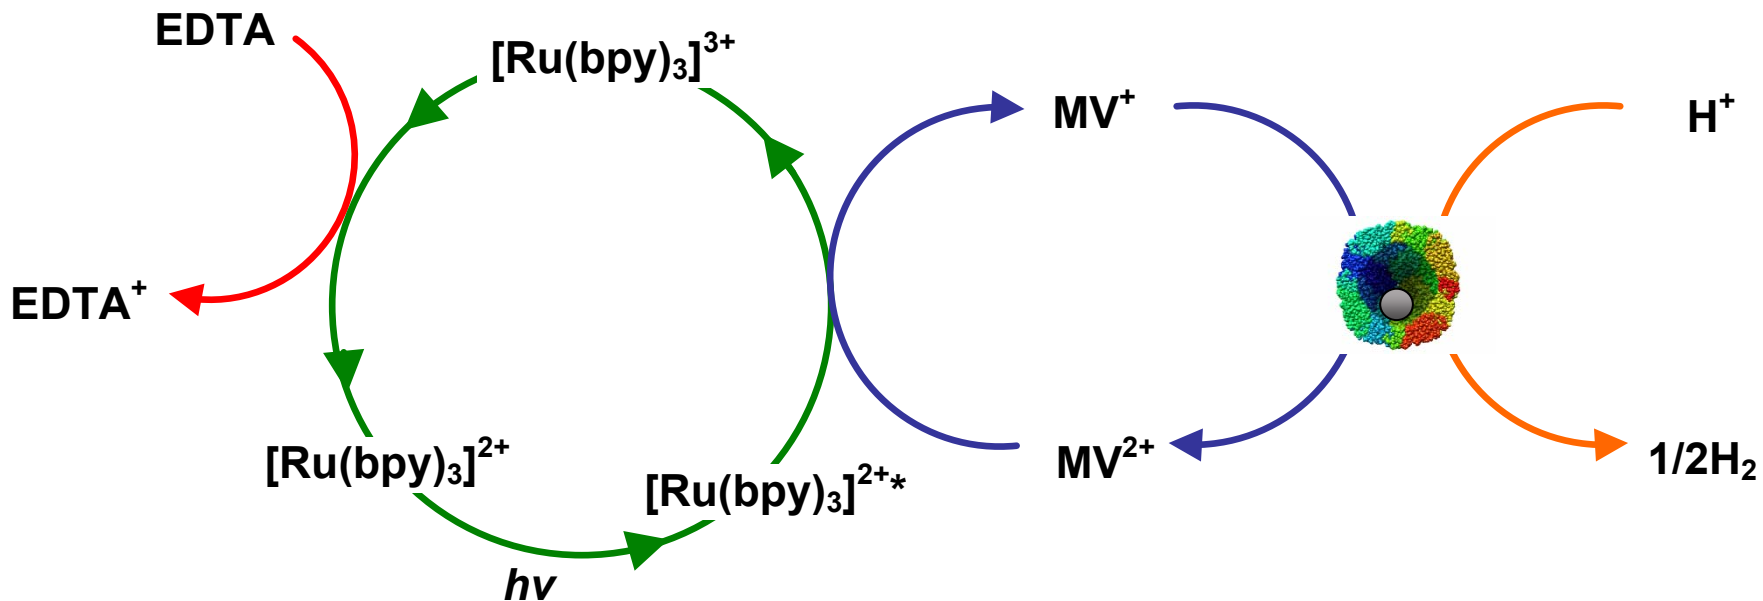 EDTA
[Ru(bpy)₃]³⁺
MV⁺
H⁺
EDTA⁺
[Ru(bpy)₃]²⁺
[Ru(bpy)₃]²⁺*
MV²⁺
1/2H₂
hν